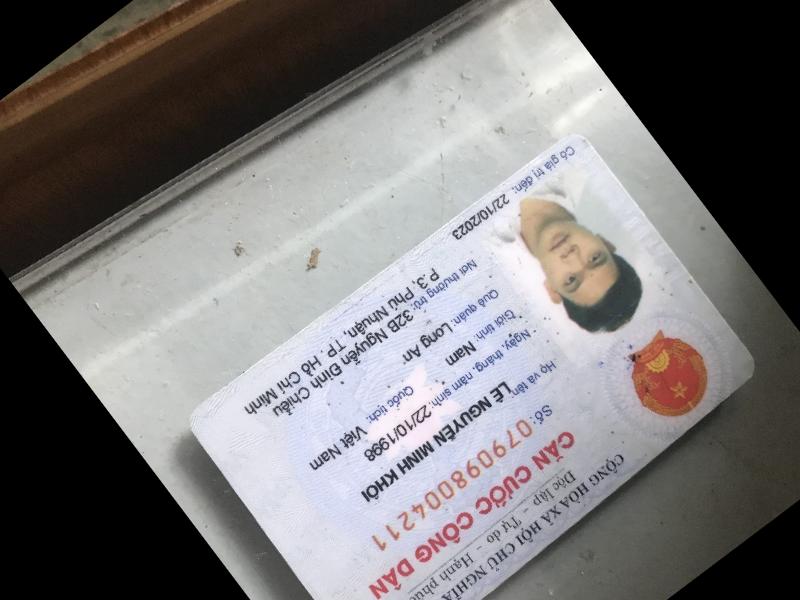 CỘNG HÒA XÃ HỘI CHỦ NGHĨA
Độc lập - Tự do - Hạnh phúc
CĂN CƯỚC CÔNG DÂN
Số: 079098004211
Họ và tên:
LÊ NGUYỄN MINH KHÔI
Ngày, tháng, năm sinh: 22/10/1998
Giới tính: Nam Quốc tịch: Việt Nam
Quê quán: Long An
Nơi thường trú: 32B Nguyễn Đình Chiểu
P.3, Phú Nhuận, TP. Hồ Chí Minh
Có giá trị đến: 22/10/2023